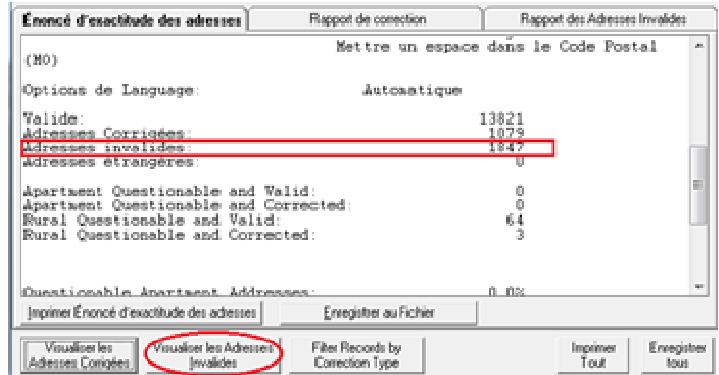 Énoncé d'exactitude des adresses Rapport de correction Rapport des Adresses Invalides
Mettre un espace dans le Code Postal
(MO)
Options de Language: Automatique
Valide: 13821
Adresses Corrigées: 1079
Adresses invalides: 1847
Adresses étrangères: 0
Apartment Questionable and Valid: 0
Apartment Questionable and Corrected: 0
Rural Questionable and Valid: 64
Rural Questionable and Corrected: 3
Questionable Apartment Addresses: 0.0%
Imprimer Énoncé d'exactitude des adresses Enregistrer au Fichier
Visualiser les Adresses Corrigées
Visualiser les Adresses Invalides
Filter Records by Correction Type
Imprimer Tout
Enregistrer tous